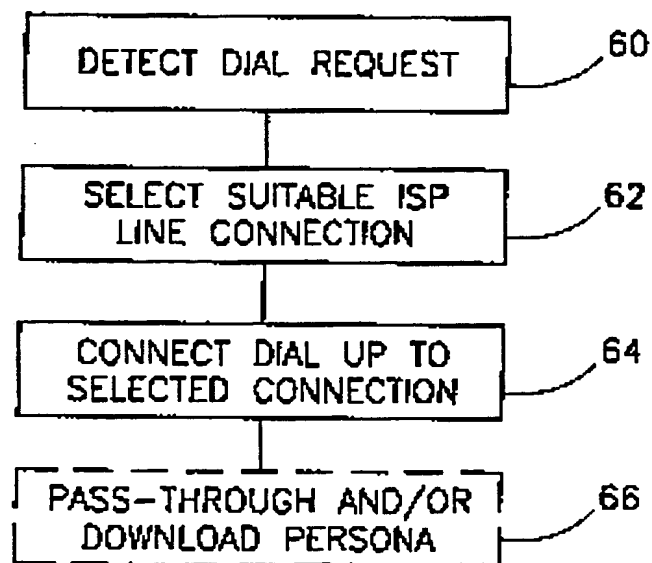 DETECT DIAL REQUEST
60
SELECT SUITABLE ISP
LINE CONNECTION
62
CONNECT DIAL UP TO
SELECTED CONNECTION
64
PASS-THROUGH AND/OR
DOWNLOAD PERSONA
66